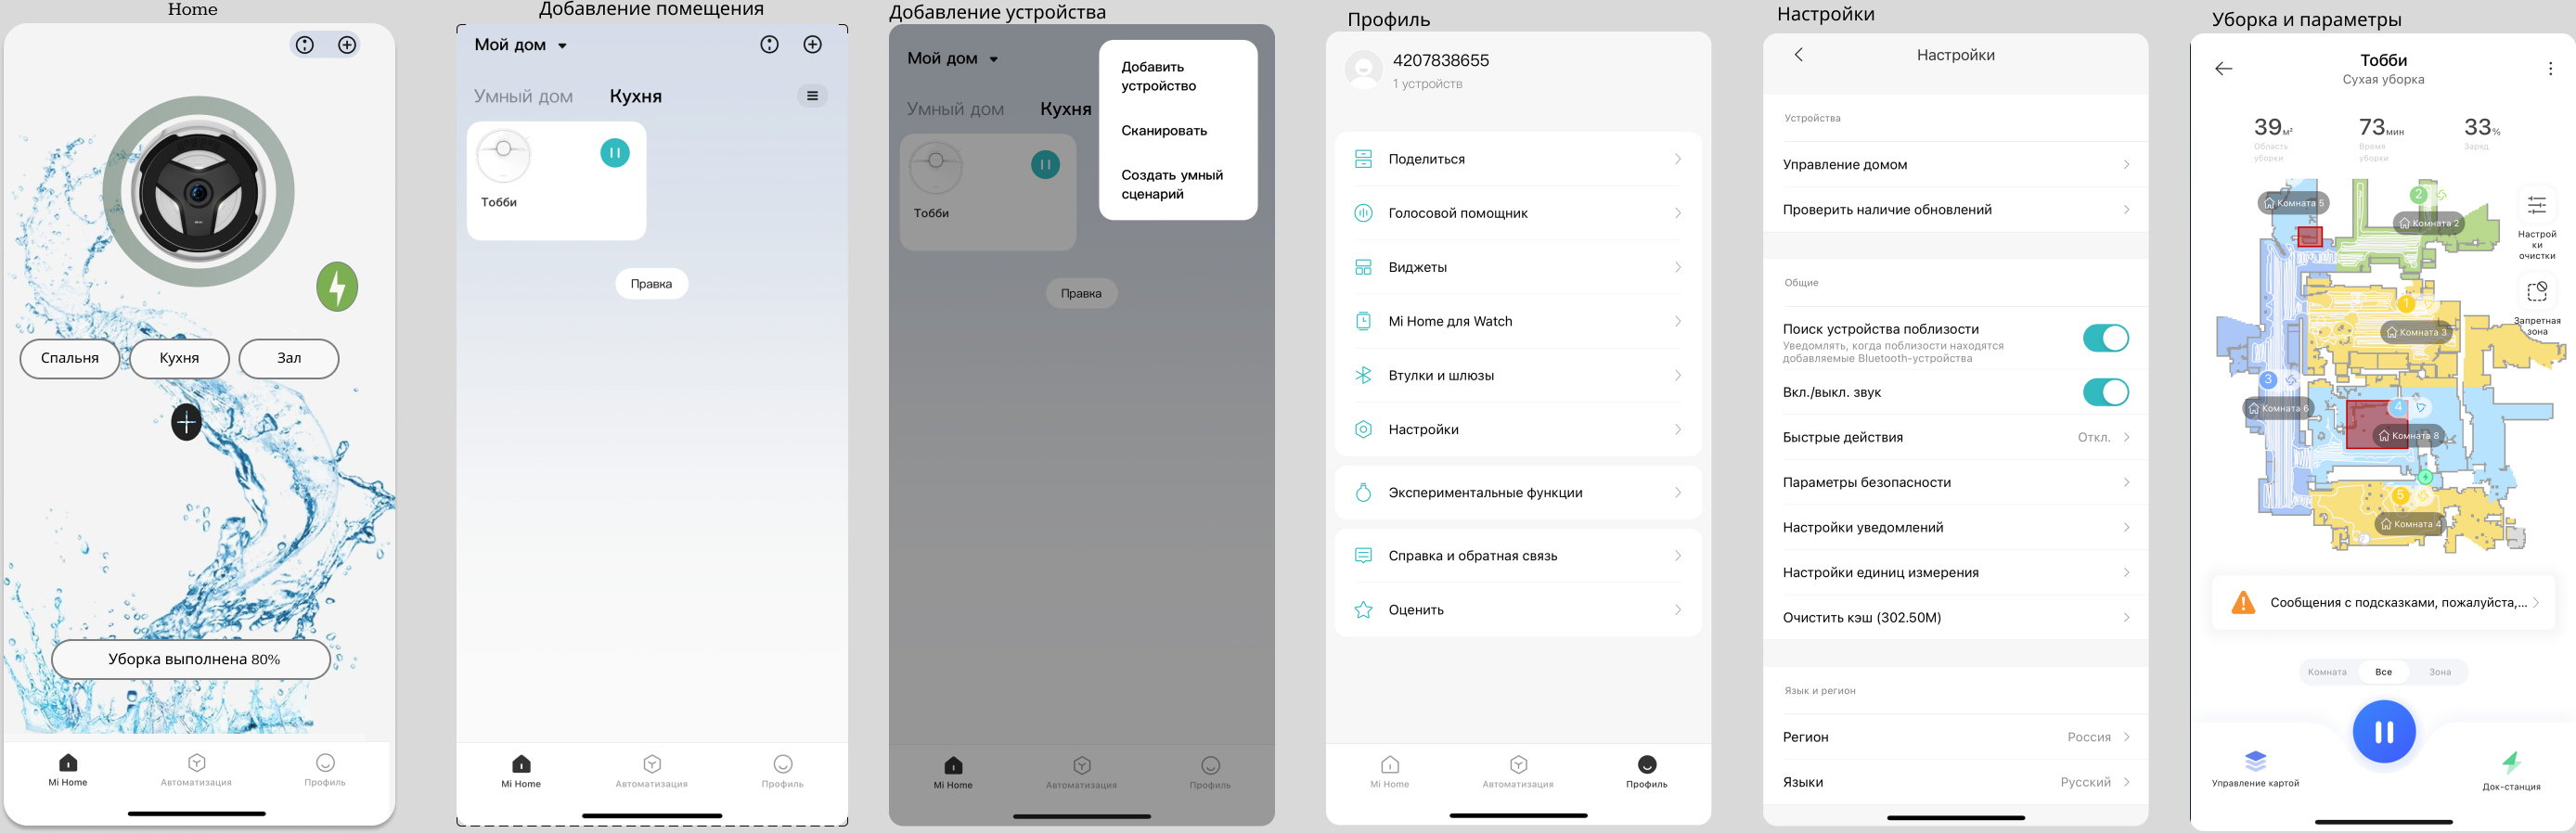 Home
Спальня
Кухня
Зал
Уборка выполнена 80%
Mi Home
Автоматизация
Профиль
Добавление помещения
Мой дом
Умный дом
Кухня
Тобби
Правка
Mi Home
Автоматизация
Профиль
Добавление устройства
Мой дом
Умный дом
Кухня
Добавить
устройство
Сканировать
Создать умный
сценарий
Тобби
Правка
Mi Home
Автоматизация
Профиль
Профиль
4207838655
1 устройств
Поделиться
Голосовой помощник
Виджеты
Mi Home для Watch
Втулки и шлюзы
Настройки
Экспериментальные функции
Справка и обратная связь
Оценить
Mi Home
Автоматизация
Профиль
Настройки
Настройки
Устройства
Управление домом
Проверить наличие обновлений
Общие
Поиск устройства поблизости
Уведомлять, когда поблизости находятся
добавляемые Bluetooth-устройства
Вкл./выкл. звук
Быстрые действия Откл.
Параметры безопасности
Настройки уведомлений
Настройки единиц измерения
Очистить кэш (302.50M)
Язык и регион
Регион Россия
Языки Русский
Уборка и параметры
Тобби
Сухая уборка
39 м²
Область
уборки
73 мин
Время
уборки
33 %
Заряд
Комната 5
2
Комната 2
Настрой
ки
очистки
1
Комната 3
Запретная
зона
3
Комната 6
4
Комната 8
5
Комната 4
Сообщения с подсказками, пожалуйста,...
Комната
Все
Зона
Управление картой
Док-станция